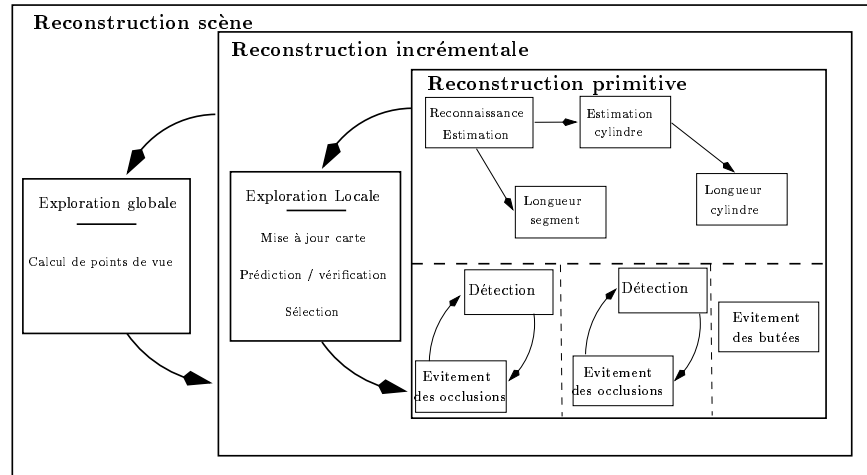 Reconstruction scène
Reconstruction incrémentale
Reconstruction primitive
Reconnaissance
Estimation
Estimation
cylindre
Longueur
segment
Longueur
cylindre
Exploration globale
Calcul de points de vue
Exploration Locale
Mise à jour carte
Prédiction / vérification
Sélection
Détection
Evitement
des occlusions
Détection
Evitement
des occlusions
Evitement
des butées